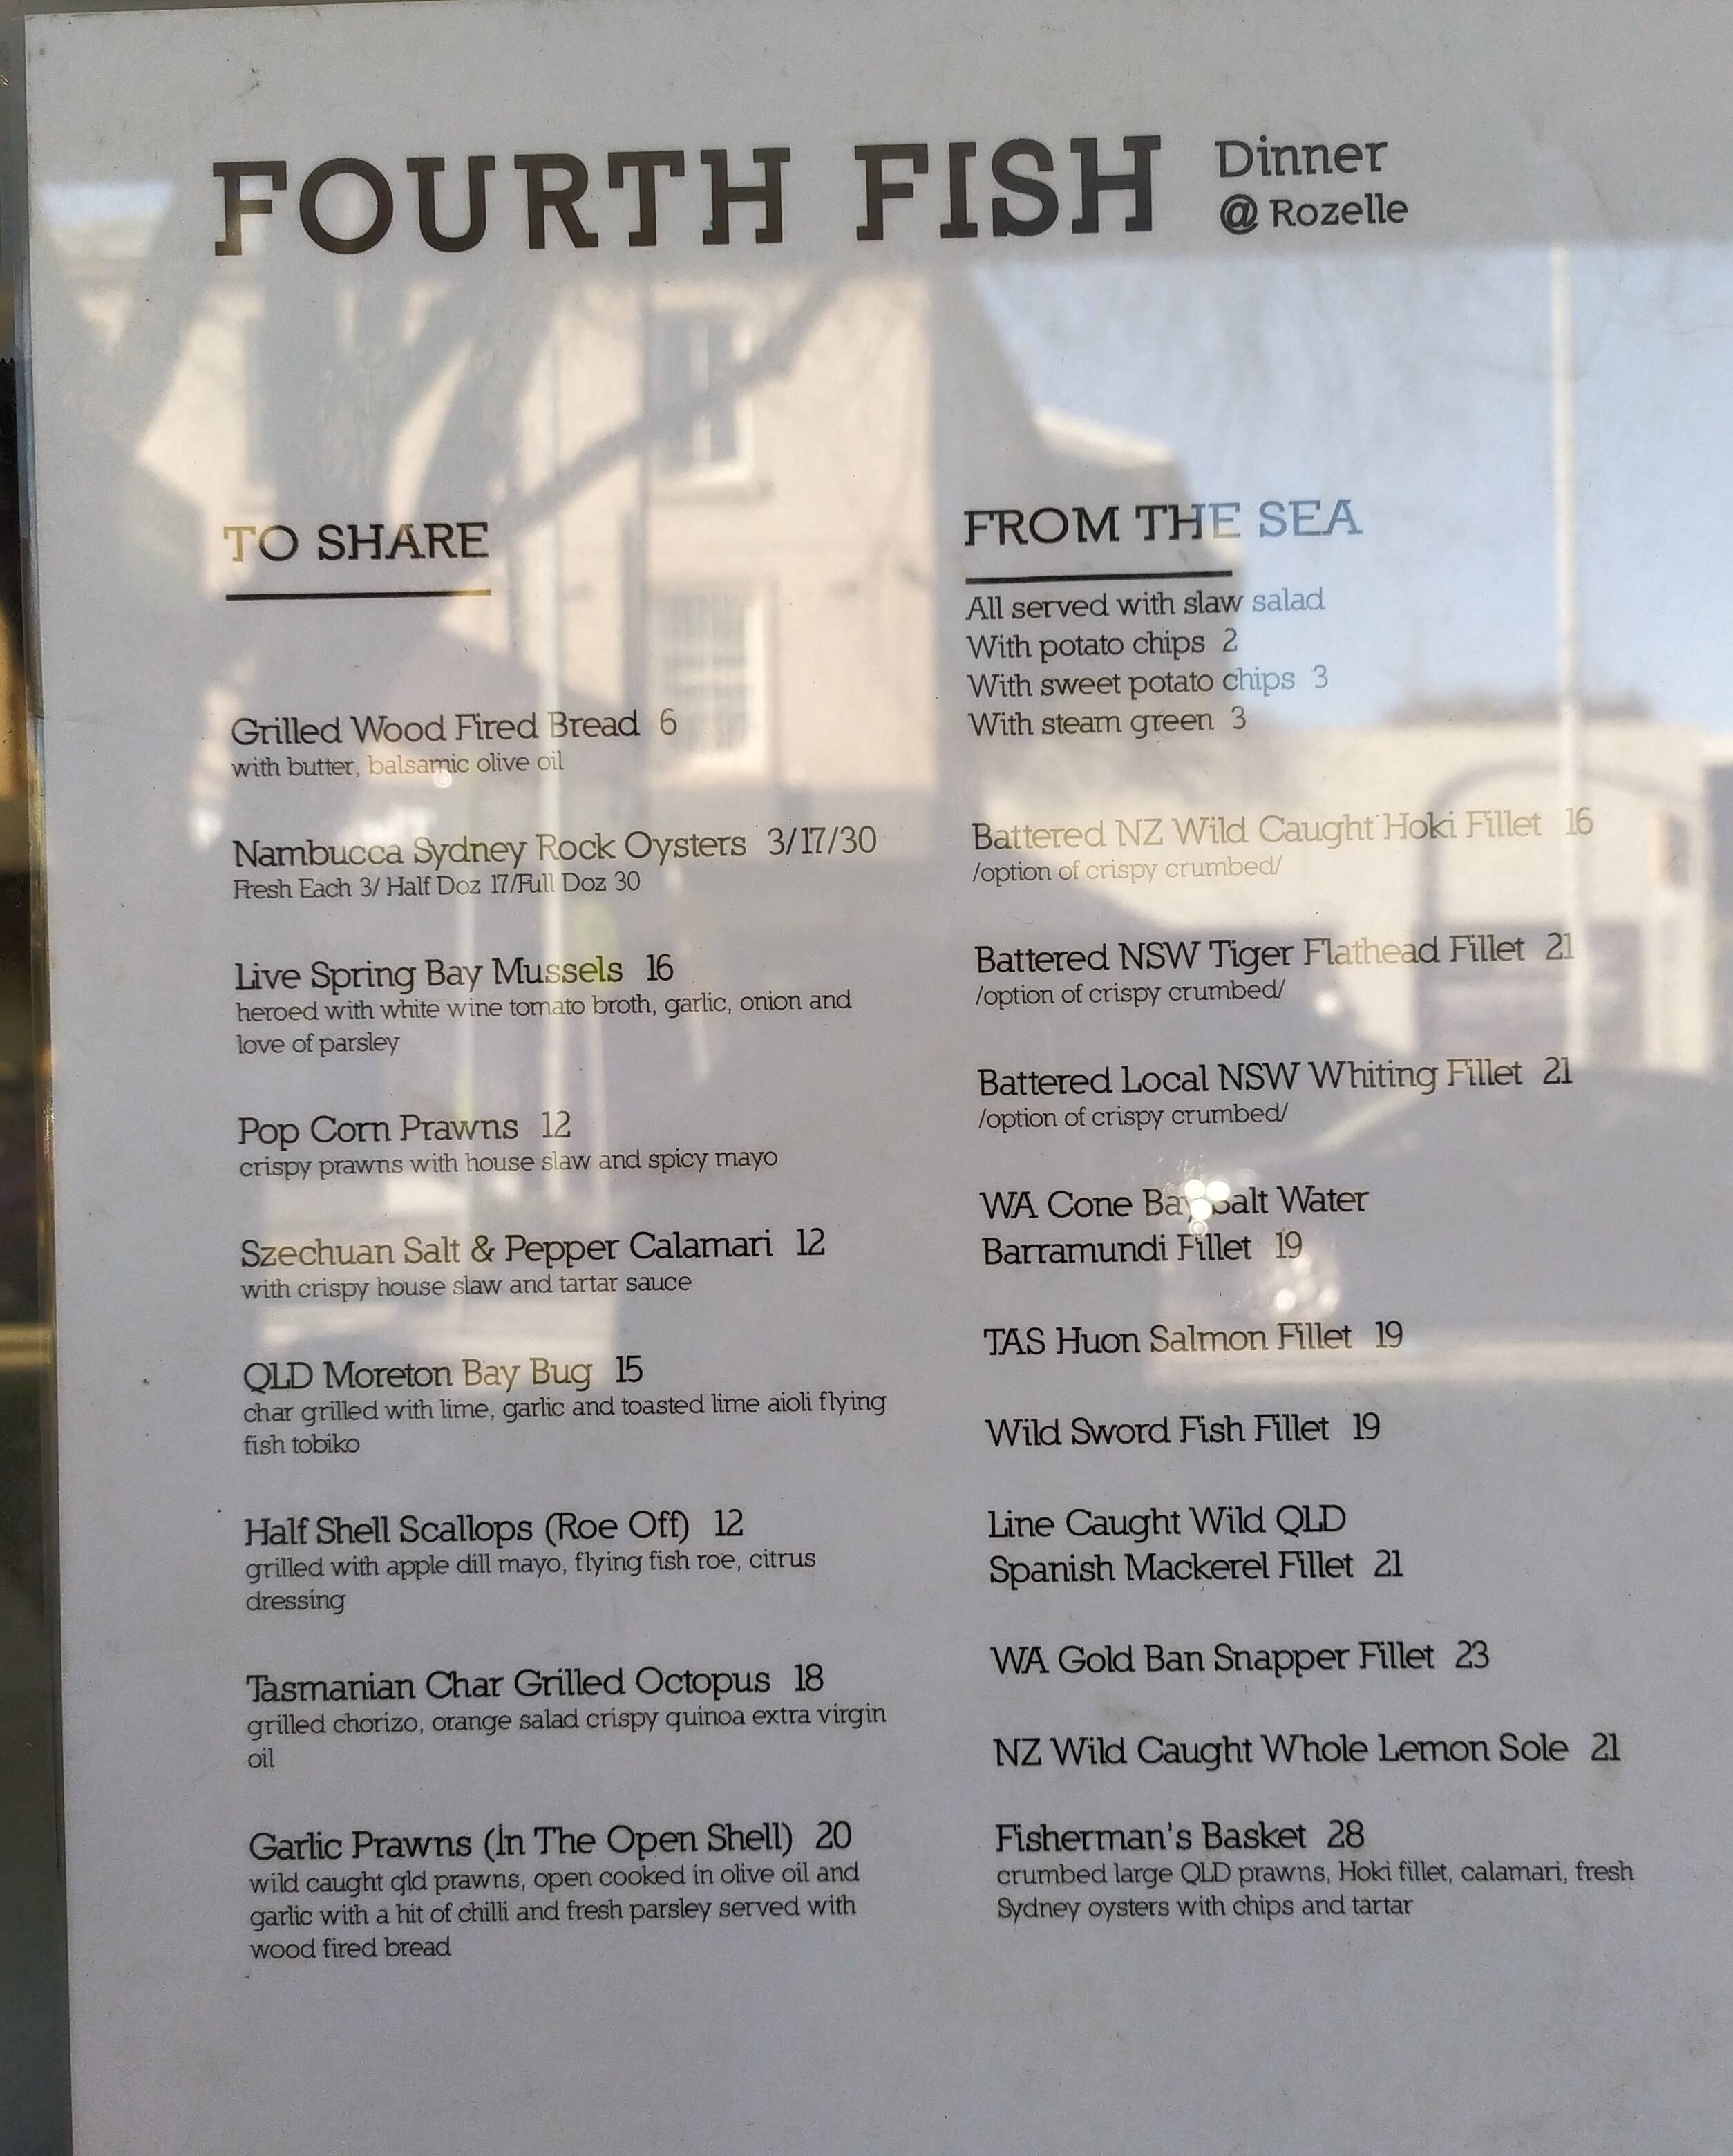 FOURTH FISH
Dinner
@ Rozelle
TO SHARE
Grilled Wood Fired Bread 6
with butter, balsamic olive oil
Nambucca Sydney Rock Oysters 3/17/30
Fresh Each 3/ Half Doz 17/Full Doz 30
Live Spring Bay Mussels 16
heroed with white wine tomato broth, garlic, onion and
love of parsley
Pop Corn Prawns 12
crispy prawns with house slaw and spicy mayo
Szechuan Salt & Pepper Calamari 12
with crispy house slaw and tartar sauce
QLD Moreton Bay Bug 15
char grilled with lime, garlic and toasted lime aioli flying
fish tobiko
Half Shell Scallops (Roe Off) 12
grilled with apple dill mayo, flying fish roe, citrus
dressing
Tasmanian Char Grilled Octopus 18
grilled chorizo, orange salad crispy quinoa extra virgin
oil
Garlic Prawns (In The Open Shell) 20
wild caught qld prawns, open cooked in olive oil and
garlic with a hit of chilli and fresh parsley served with
wood fired bread
FROM THE SEA
All served with slaw salad
With potato chips 2
With sweet potato chips 3
With steam green 3
Battered NZ Wild Caught Hoki Fillet 16
/option of crispy crumbed/
Battered NSW Tiger Flathead Fillet 21
/option of crispy crumbed/
Battered Local NSW Whiting Fillet 21
/option of crispy crumbed/
WA Cone Bay Salt Water
Barramundi Fillet 19
TAS Huon Salmon Fillet 19
Wild Sword Fish Fillet 19
Line Caught Wild QLD
Spanish Mackerel Fillet 21
WA Gold Ban Snapper Fillet 23
NZ Wild Caught Whole Lemon Sole 21
Fisherman's Basket 28
crumbed large QLD prawns, Hoki fillet, calamari, fresh
Sydney oysters with chips and tartar